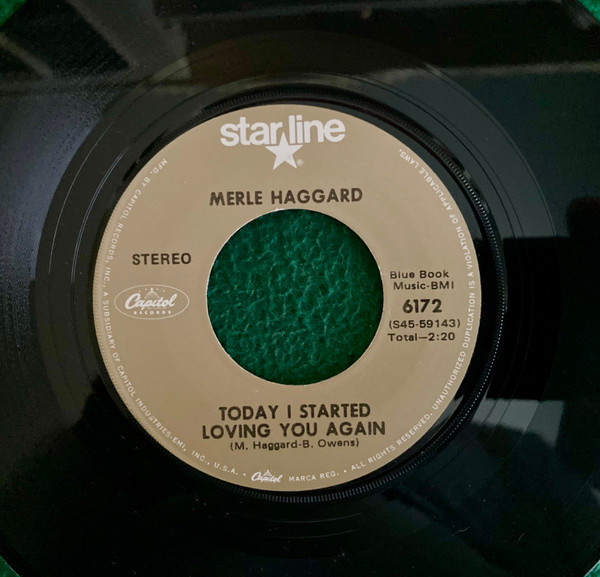 starline
®
MERLE HAGGARD
STEREO
Capitol
RECORDS
Blue Book
Music-BMI
6172
(S45-59143)
Total—2:20
TODAY I STARTED
LOVING YOU AGAIN
(M. Haggard-B. Owens)
MFD. BY CAPITOL RECORDS, INC., A SUBSIDIARY OF CAPITOL INDUSTRIES-EMI, INC., U.S.A. • Capitol MARCA REG. • ALL RIGHTS RESERVED. UNAUTHORIZED DUPLICATION IS A VIOLATION OF APPLICABLE LAWS.